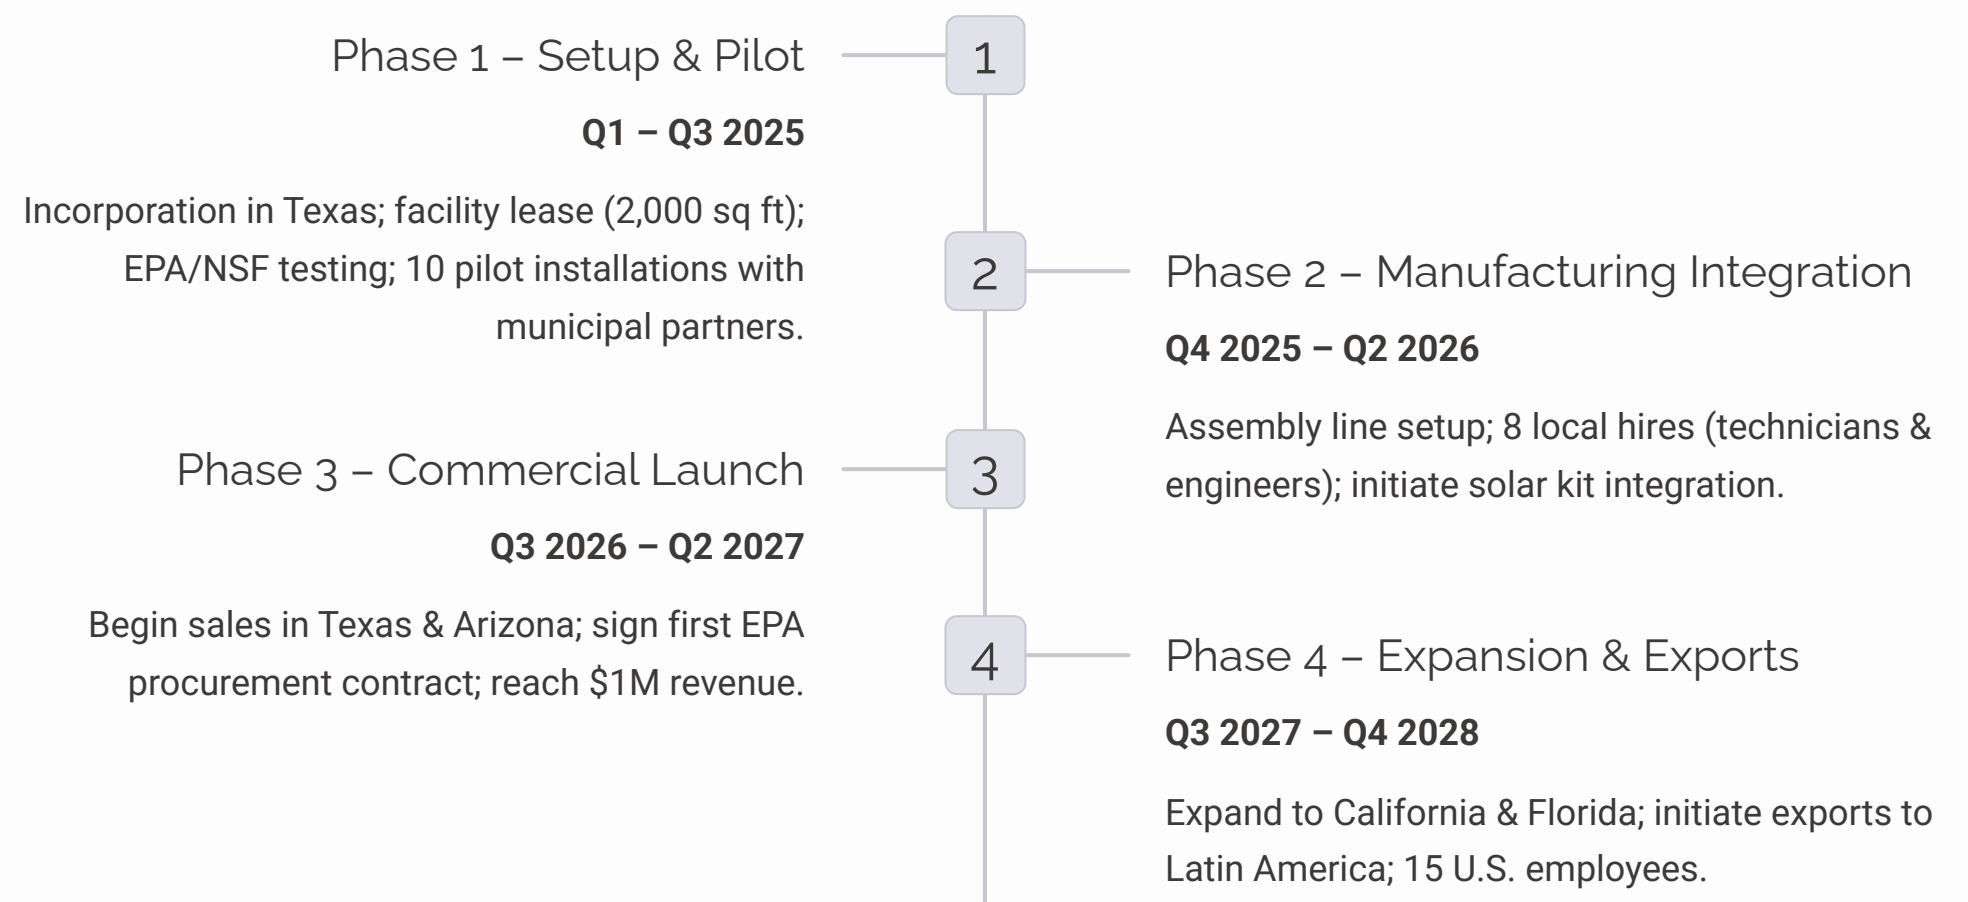 Phase 1 – Setup & Pilot
1
Q1 – Q3 2025
Incorporation in Texas; facility lease (2,000 sq ft);
EPA/NSF testing; 10 pilot installations with
municipal partners.
2
Phase 2 – Manufacturing Integration
Q4 2025 – Q2 2026
Assembly line setup; 8 local hires (technicians &
engineers); initiate solar kit integration.
Phase 3 – Commercial Launch
3
Q3 2026 – Q2 2027
Begin sales in Texas & Arizona; sign first EPA
procurement contract; reach $1M revenue.
4
Phase 4 – Expansion & Exports
Q3 2027 – Q4 2028
Expand to California & Florida; initiate exports to
Latin America; 15 U.S. employees.